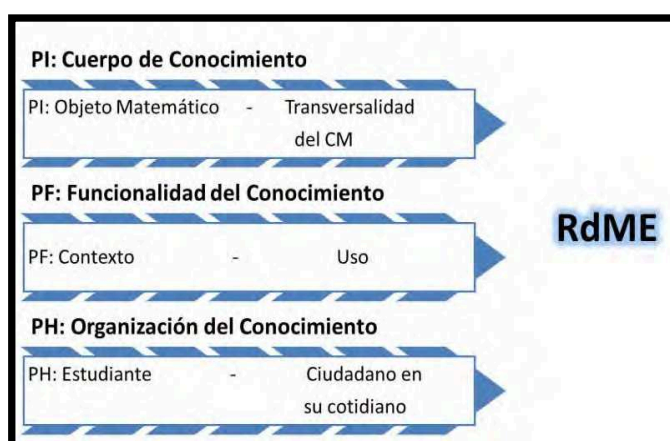 PI: Cuerpo de Conocimiento
PI: Objeto Matemático - Transversalidad
del CM
PF: Funcionalidad del Conocimiento
PF: Contexto - Uso
RdME
PH: Organización del Conocimiento
PH: Estudiante - Ciudadano en
su cotidiano